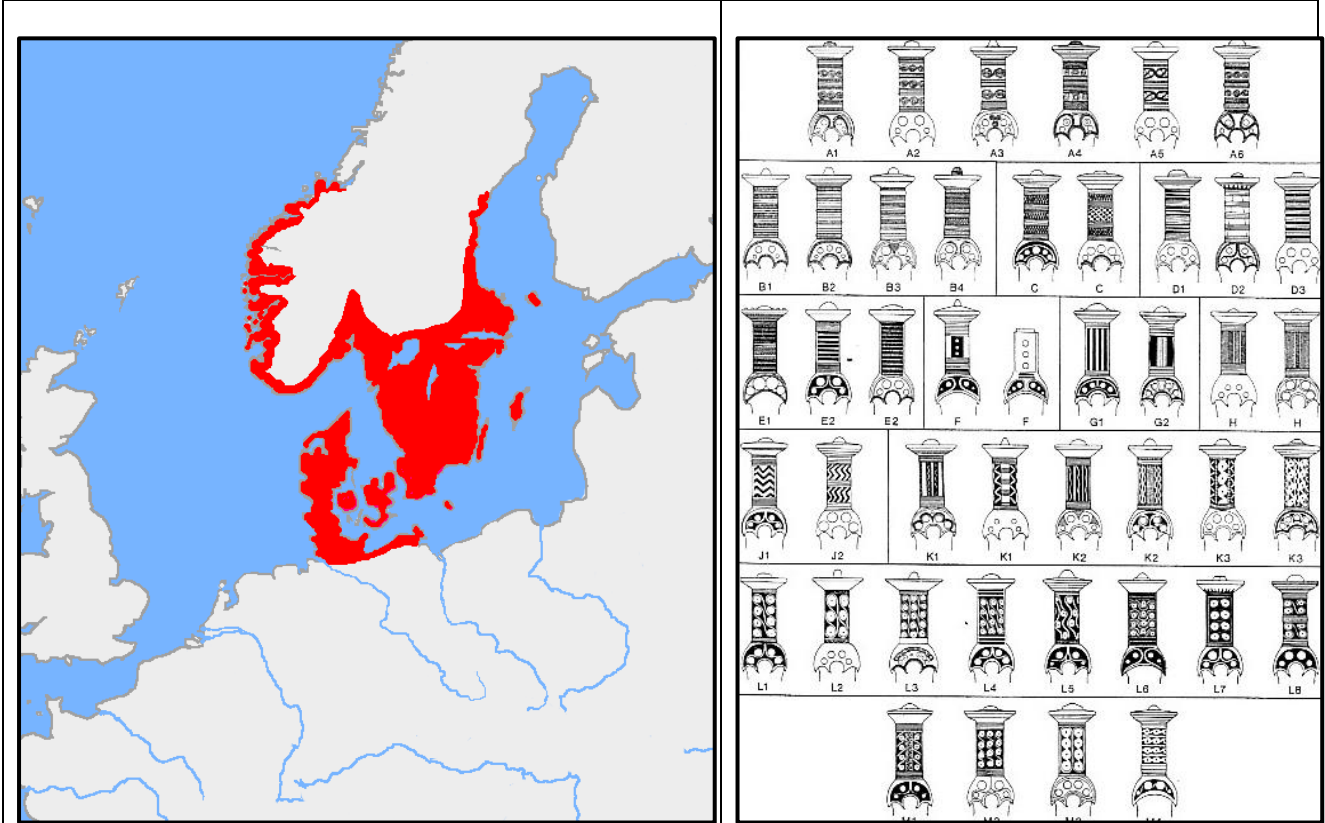 A1 A2 A3 A4 A5 A6
B1 B2 B3 B4 C C D1 D2 D3
E1 E2 E2 F F G1 G2 H H
J1 J2 K1 K1 K2 K2 K3 K3
L1 L2 L3 L4 L5 L6 L7 L8